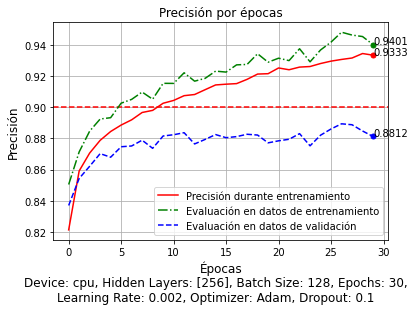 Precisión por épocas
Precisión
0.94
0.92
0.90
0.88
0.86
0.84
0.82
0.9401
0.9333
0.8812
Precisión durante entrenamiento
Evaluación en datos de entrenamiento
Evaluación en datos de validación
0 5 10 15 20 25 30
Épocas
Device: cpu, Hidden Layers: [256], Batch Size: 128, Epochs: 30,
Learning Rate: 0.002, Optimizer: Adam, Dropout: 0.1